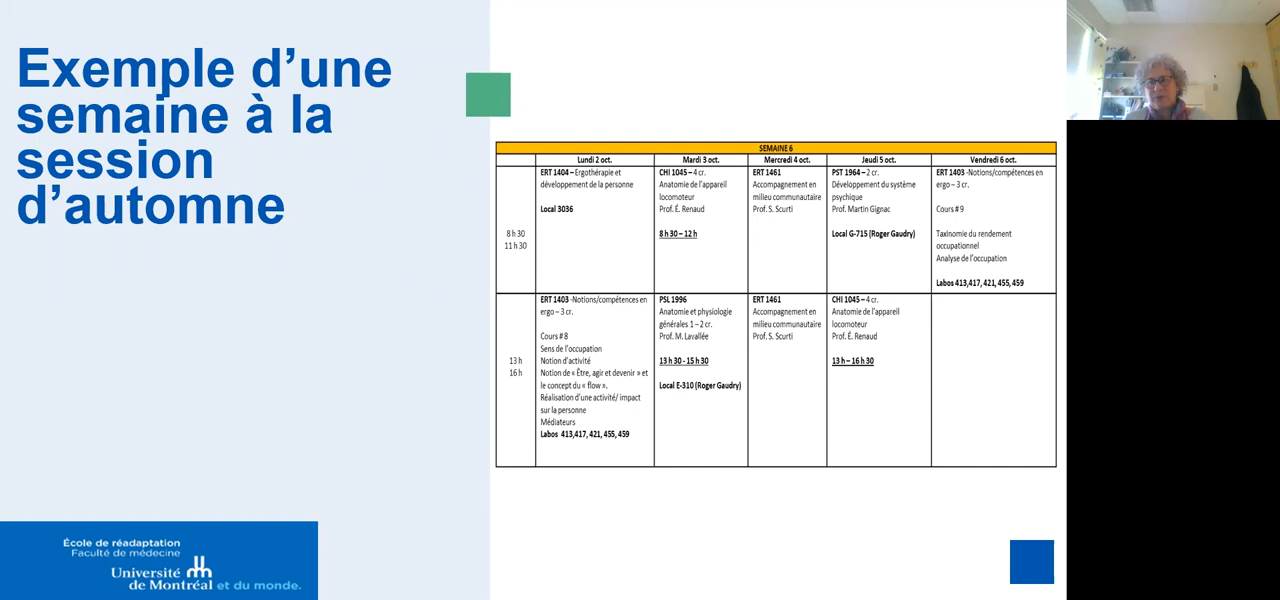 Exemple d’une
semaine à la
session
d’automne
SEMAINE 6
Lundi 2 oct.
Mardi 3 oct.
Mercredi 4 oct.
Jeudi 5 oct.
Vendredi 6 oct.
8 h 30
11 h 30
ERT 1404 – Ergothérapie et
développement de la personne
Local 3036
CHI 1045 – 4 cr.
Anatomie de l’appareil
locomoteur
Prof. É. Renaud
8 h 30 – 12 h
ERT 1461
Accompagnement en
milieu communautaire
Prof. S. Scurti
PST 1964 – 2 cr.
Développement du système
psychique
Prof. Martin Gignac
Local G-715 (Roger Gaudry)
ERT 1403 -Notions/compétences en
ergo – 3 cr.
Cours # 9
Taxinomie du rendement
occupationnel
Analyse de l’occupation
Labos 413,417, 421, 455, 459
13 h
16 h
ERT 1403 -Notions/compétences en
ergo – 3 cr.
Cours # 8
Sens de l’occupation
Notion d’activité
Notion de « Être, agir et devenir » et
le concept du « flow ».
Réalisation d’une activité/ impact
sur la personne
Médiateurs
Labos 413,417, 421, 455, 459
PSL 1996
Anatomie et physiologie
générales 1 – 2 cr.
Prof. M. Lavallée
13 h 30 - 15 h 30
Local E-310 (Roger Gaudry)
ERT 1461
Accompagnement en
milieu communautaire
Prof. S. Scurti
CHI 1045 – 4 cr.
Anatomie de l’appareil
locomoteur
Prof. É. Renaud
13 h – 16 h 30
École de réadaptation
Faculté de médecine
Université
de Montréal et du monde.